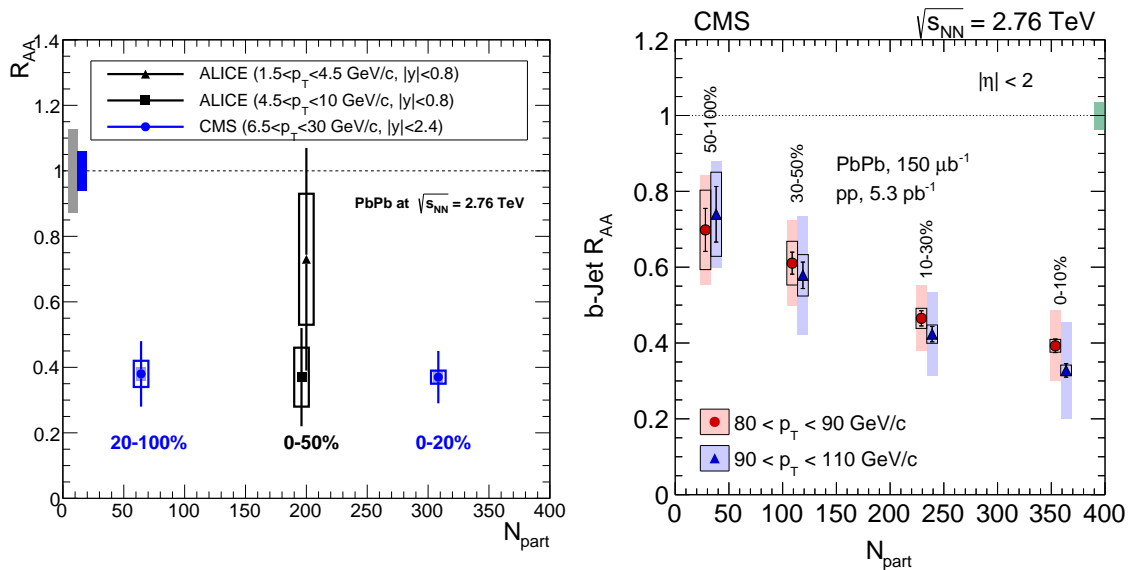 R_AA
1.4
1.2
1
0.8
0.6
0.4
0.2
0
ALICE (1.5<p_T<4.5 GeV/c, |y|<0.8)
ALICE (4.5<p_T<10 GeV/c, |y|<0.8)
CMS (6.5<p_T<30 GeV/c, |y|<2.4)
PbPb at √s_NN = 2.76 TeV
20-100%
0-50%
0-20%
0 50 100 150 200 250 300 350 400
N_part
CMS
√s_NN = 2.76 TeV
b-Jet R_AA
1.2
1
0.8
0.6
0.4
0.2
0
|η| < 2
50-100%
30-50%
10-30%
0-10%
PbPb, 150 μb⁻¹
pp, 5.3 pb⁻¹
80 < p_T < 90 GeV/c
90 < p_T < 110 GeV/c
0 50 100 150 200 250 300 350 400
N_part